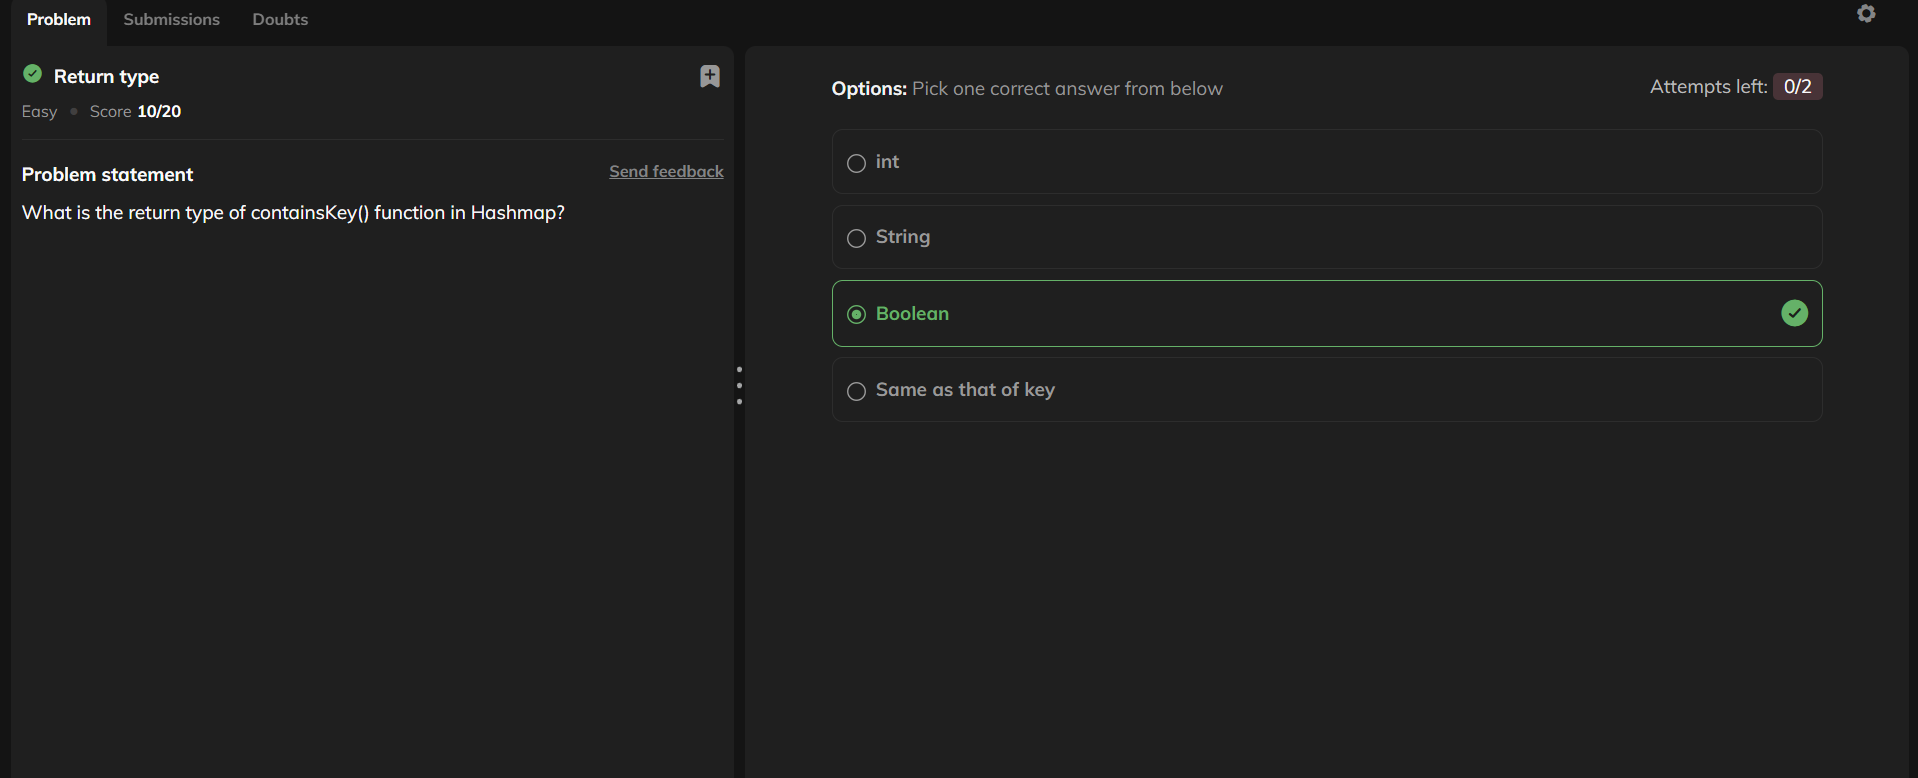 Problem Submissions Doubts
Return type
Easy • Score 10/20
Problem statement
Send feedback
What is the return type of containsKey() function in Hashmap?
Options: Pick one correct answer from below
Attempts left: 0/2
int
String
Boolean
Same as that of key